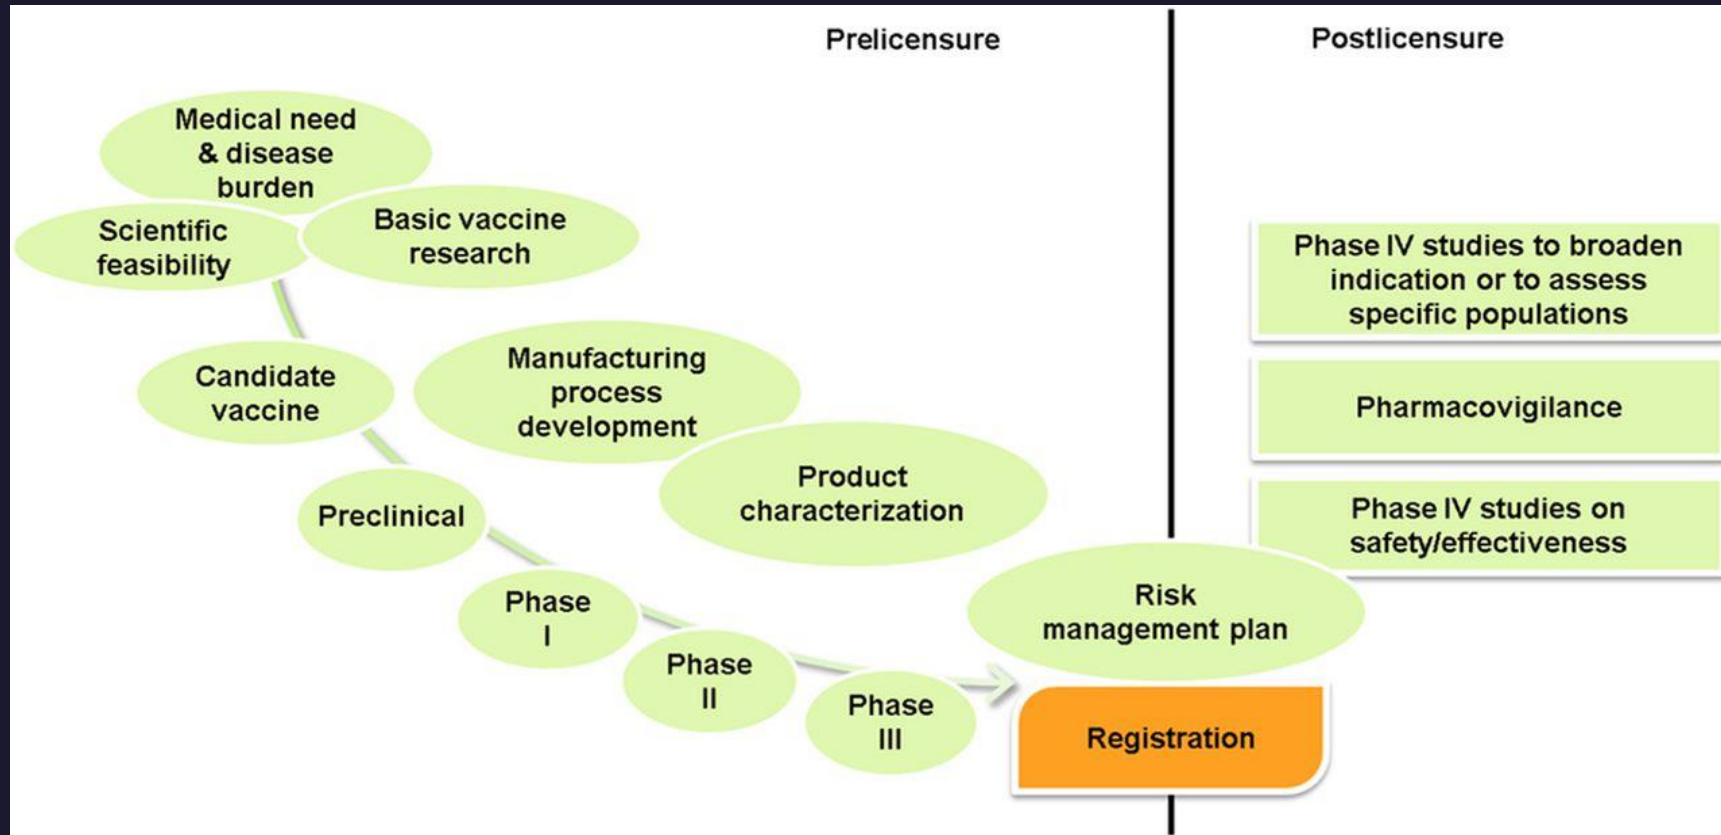 Prelicensure
Postlicensure
Medical need
& disease
burden
Scientific
feasibility
Basic vaccine
research
Candidate
vaccine
Manufacturing
process
development
Product
characterization
Preclinical
Phase
I
Phase
II
Phase
III
Risk
management plan
Registration
Phase IV studies to broaden
indication or to assess
specific populations
Pharmacovigilance
Phase IV studies on
safety/effectiveness